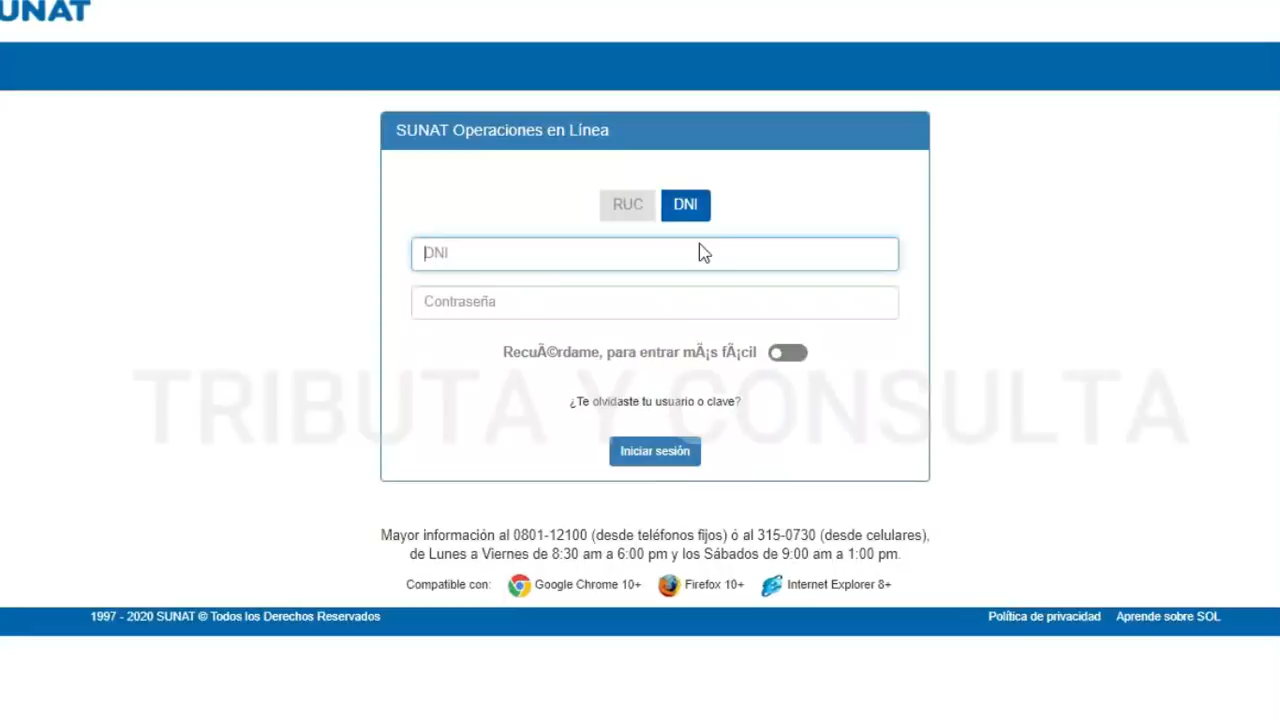 UNAT
SUNAT Operaciones en Línea
RUC DNI
DNI
Contraseña
RecuÃ©rdame, para entrar mÃ¡s fÃ¡cil
TRIBUTA Y CONSULTA
¿Te olvidaste tu usuario o clave?
Iniciar sesión
Mayor información al 0801-12100 (desde teléfonos fijos) ó al 315-0730 (desde celulares),
de Lunes a Viernes de 8:30 am a 6:00 pm y los Sábados de 9:00 am a 1:00 pm.
Compatible con: Google Chrome 10+ Firefox 10+ Internet Explorer 8+
1997 - 2020 SUNAT © Todos los Derechos Reservados Política de privacidad Aprende sobre SOL